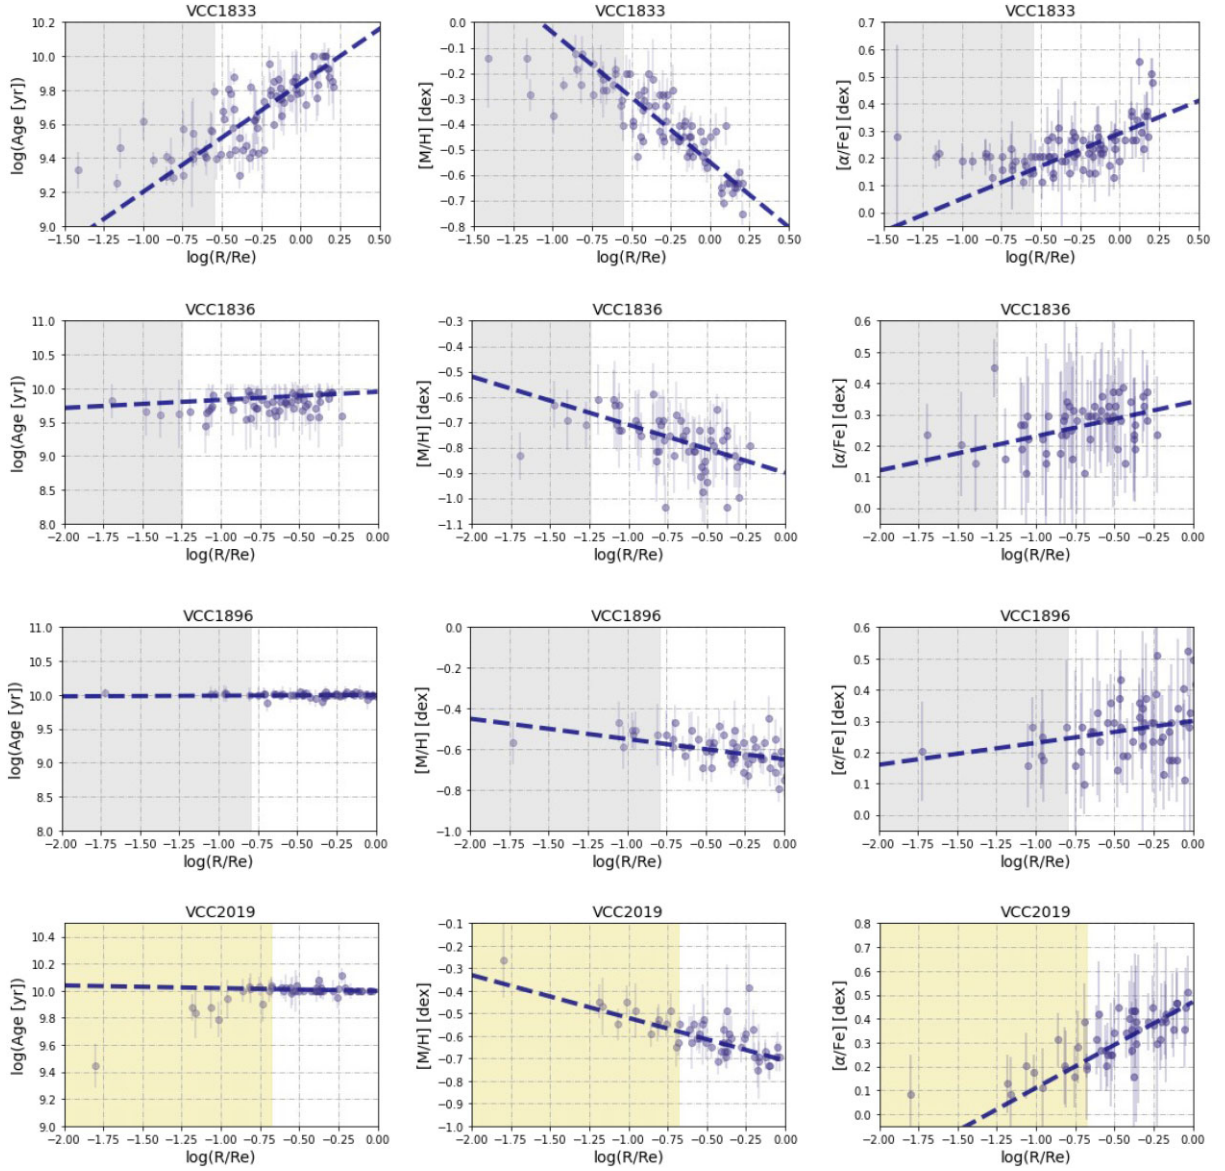 VCC1833 VCC1833 VCC1833
log(Age [yr]) 10.2 10.0 9.8 9.6 9.4 9.2 9.0
[M/H] [dex] 0.0 −0.1 −0.2 −0.3 −0.4 −0.5 −0.6 −0.7 −0.8
[α/Fe] [dex] 0.7 0.6 0.5 0.4 0.3 0.2 0.1 0.0
−1.50 −1.25 −1.00 −0.75 −0.50 −0.25 0.00 0.25 0.50
−1.50 −1.25 −1.00 −0.75 −0.50 −0.25 0.00 0.25 0.50
−1.50 −1.25 −1.00 −0.75 −0.50 −0.25 0.00 0.25 0.50
log(R/Re) log(R/Re) log(R/Re)
VCC1836 VCC1836 VCC1836
log(Age [yr]) 11.0 10.5 10.0 9.5 9.0 8.5 8.0
[M/H] [dex] −0.3 −0.4 −0.5 −0.6 −0.7 −0.8 −0.9 −1.0 −1.1
[α/Fe] [dex] 0.6 0.5 0.4 0.3 0.2 0.1 0.0
−2.00 −1.75 −1.50 −1.25 −1.00 −0.75 −0.50 −0.25 0.00
−2.00 −1.75 −1.50 −1.25 −1.00 −0.75 −0.50 −0.25 0.00
−2.00 −1.75 −1.50 −1.25 −1.00 −0.75 −0.50 −0.25 0.00
log(R/Re) log(R/Re) log(R/Re)
VCC1896 VCC1896 VCC1896
log(Age [yr]) 11.0 10.5 10.0 9.5 9.0 8.5 8.0
[M/H] [dex] 0.0 −0.2 −0.4 −0.6 −0.8 −1.0
[α/Fe] [dex] 0.6 0.5 0.4 0.3 0.2 0.1 0.0
−2.00 −1.75 −1.50 −1.25 −1.00 −0.75 −0.50 −0.25 0.00
−2.00 −1.75 −1.50 −1.25 −1.00 −0.75 −0.50 −0.25 0.00
−2.00 −1.75 −1.50 −1.25 −1.00 −0.75 −0.50 −0.25 0.00
log(R/Re) log(R/Re) log(R/Re)
VCC2019 VCC2019 VCC2019
log(Age [yr]) 10.4 10.2 10.0 9.8 9.6 9.4 9.2 9.0
[M/H] [dex] −0.1 −0.2 −0.3 −0.4 −0.5 −0.6 −0.7 −0.8 −0.9 −1.0
[α/Fe] [dex] 0.8 0.7 0.6 0.5 0.4 0.3 0.2 0.1 0.0
−2.00 −1.75 −1.50 −1.25 −1.00 −0.75 −0.50 −0.25 0.00
−2.00 −1.75 −1.50 −1.25 −1.00 −0.75 −0.50 −0.25 0.00
−2.00 −1.75 −1.50 −1.25 −1.00 −0.75 −0.50 −0.25 0.00
log(R/Re) log(R/Re) log(R/Re)